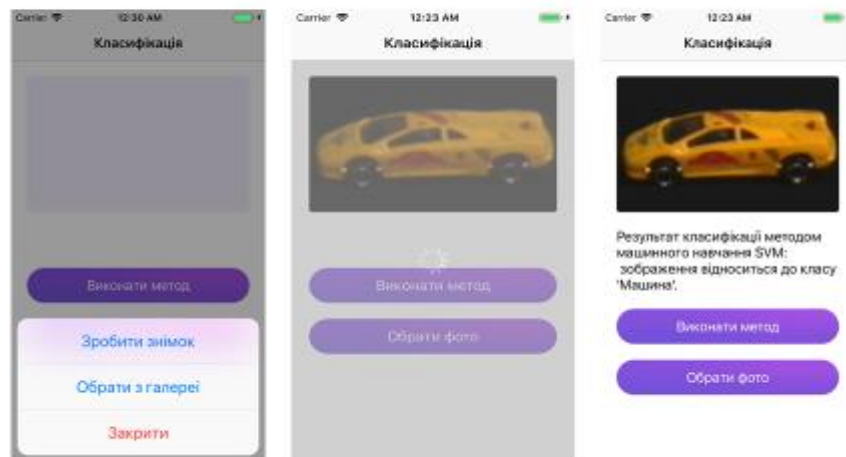 Carrier 12:30 AM
Класифікація
Виконати метод
Зробити знімок
Обрати з галереї
Закрити
Carrier 12:23 AM
Класифікація
Виконати метод
Обрати фото
Carrier 12:23 AM
Класифікація
Результат класифікації методом
машинного навчання SVM:
зображення відноситься до класу
'Машина'.
Виконати метод
Обрати фото